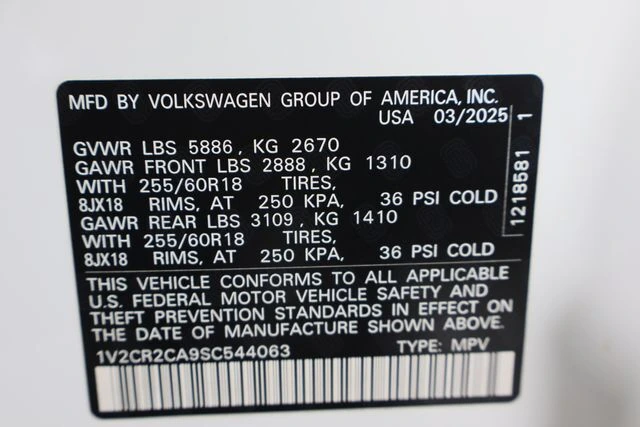 MFD BY VOLKSWAGEN GROUP OF AMERICA, INC.
USA 03/2025
GVWR LBS 5886, KG 2670
GAWR FRONT LBS 2888, KG 1310
WITH 255/60R18 TIRES,
8JX18 RIMS, AT 250 KPA, 36 PSI COLD
GAWR REAR LBS 3109, KG 1410
WITH 255/60R18 TIRES,
8JX18 RIMS, AT 250 KPA, 36 PSI COLD
THIS VEHICLE CONFORMS TO ALL APPLICABLE
U.S. FEDERAL MOTOR VEHICLE SAFETY AND
THEFT PREVENTION STANDARDS IN EFFECT ON
THE DATE OF MANUFACTURE SHOWN ABOVE.
1V2CR2CA9SC544063 TYPE: MPV
1218581 1